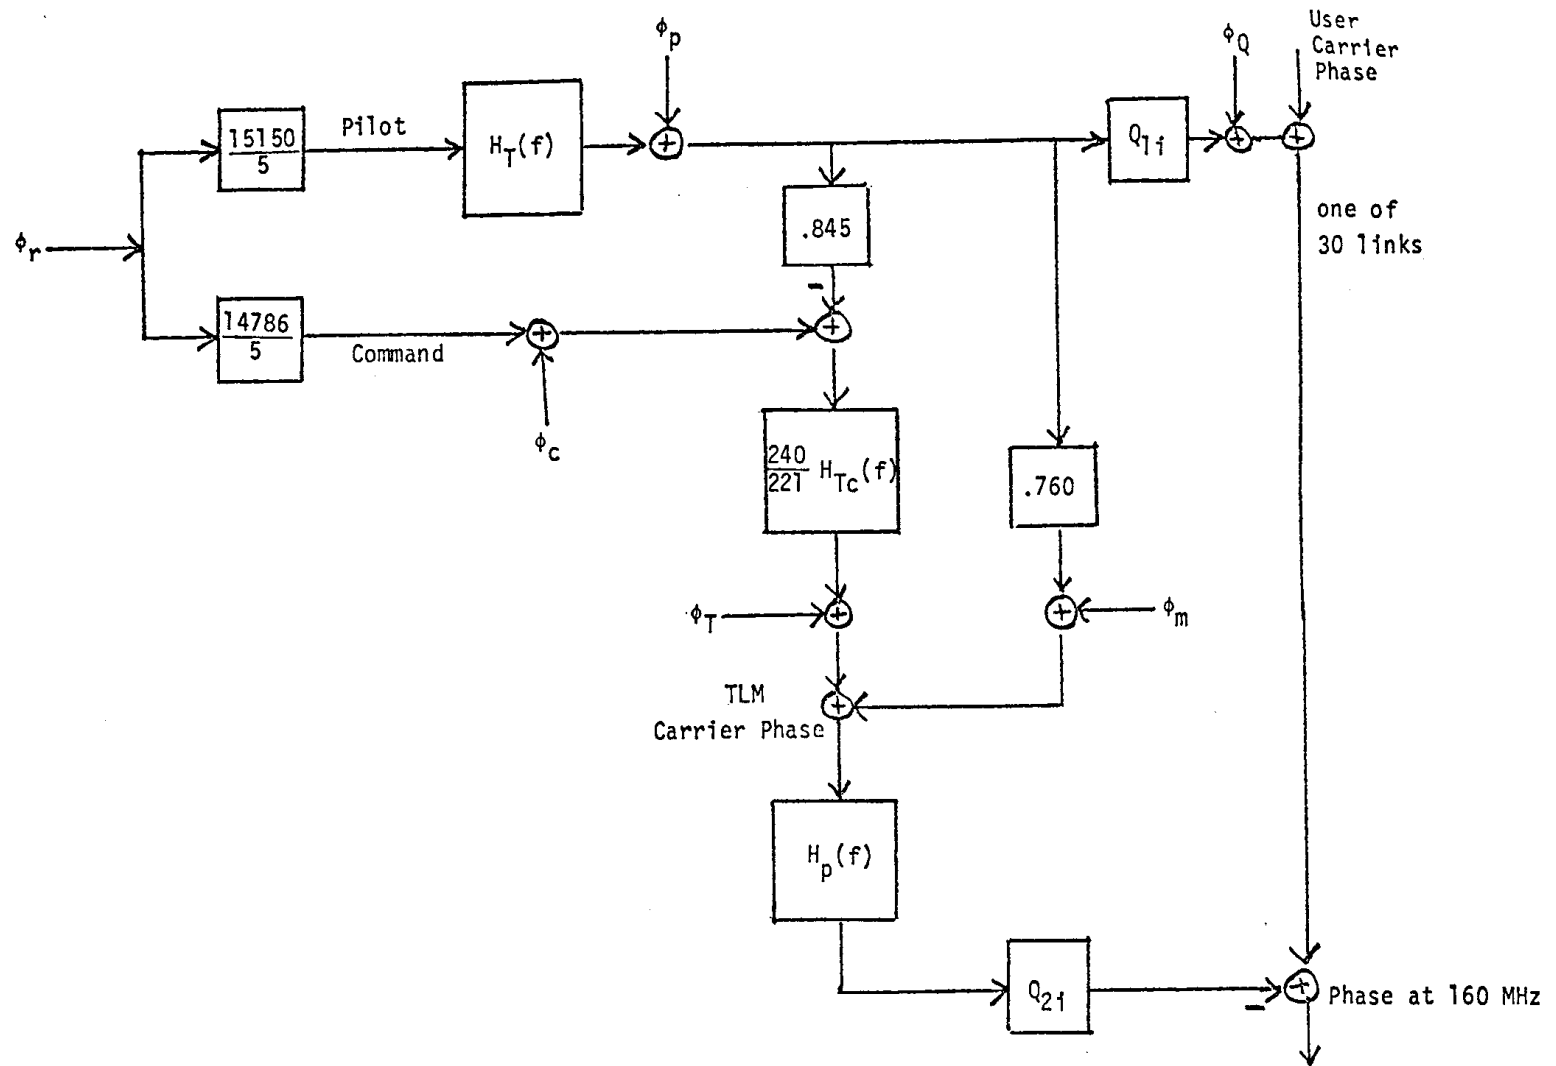 ϕp
ϕQ
User
Carrier
Phase
15150
5
Pilot
HT(f)
Q1i
.845
one of
30 links
ϕr
-
14786
5
Command
ϕc
240
221
HTc(f)
.760
ϕT
ϕm
TLM
Carrier Phase
Hp(f)
Q2i
-
Phase at 160 MHz
+
+
+
+
+
+
+
+
+